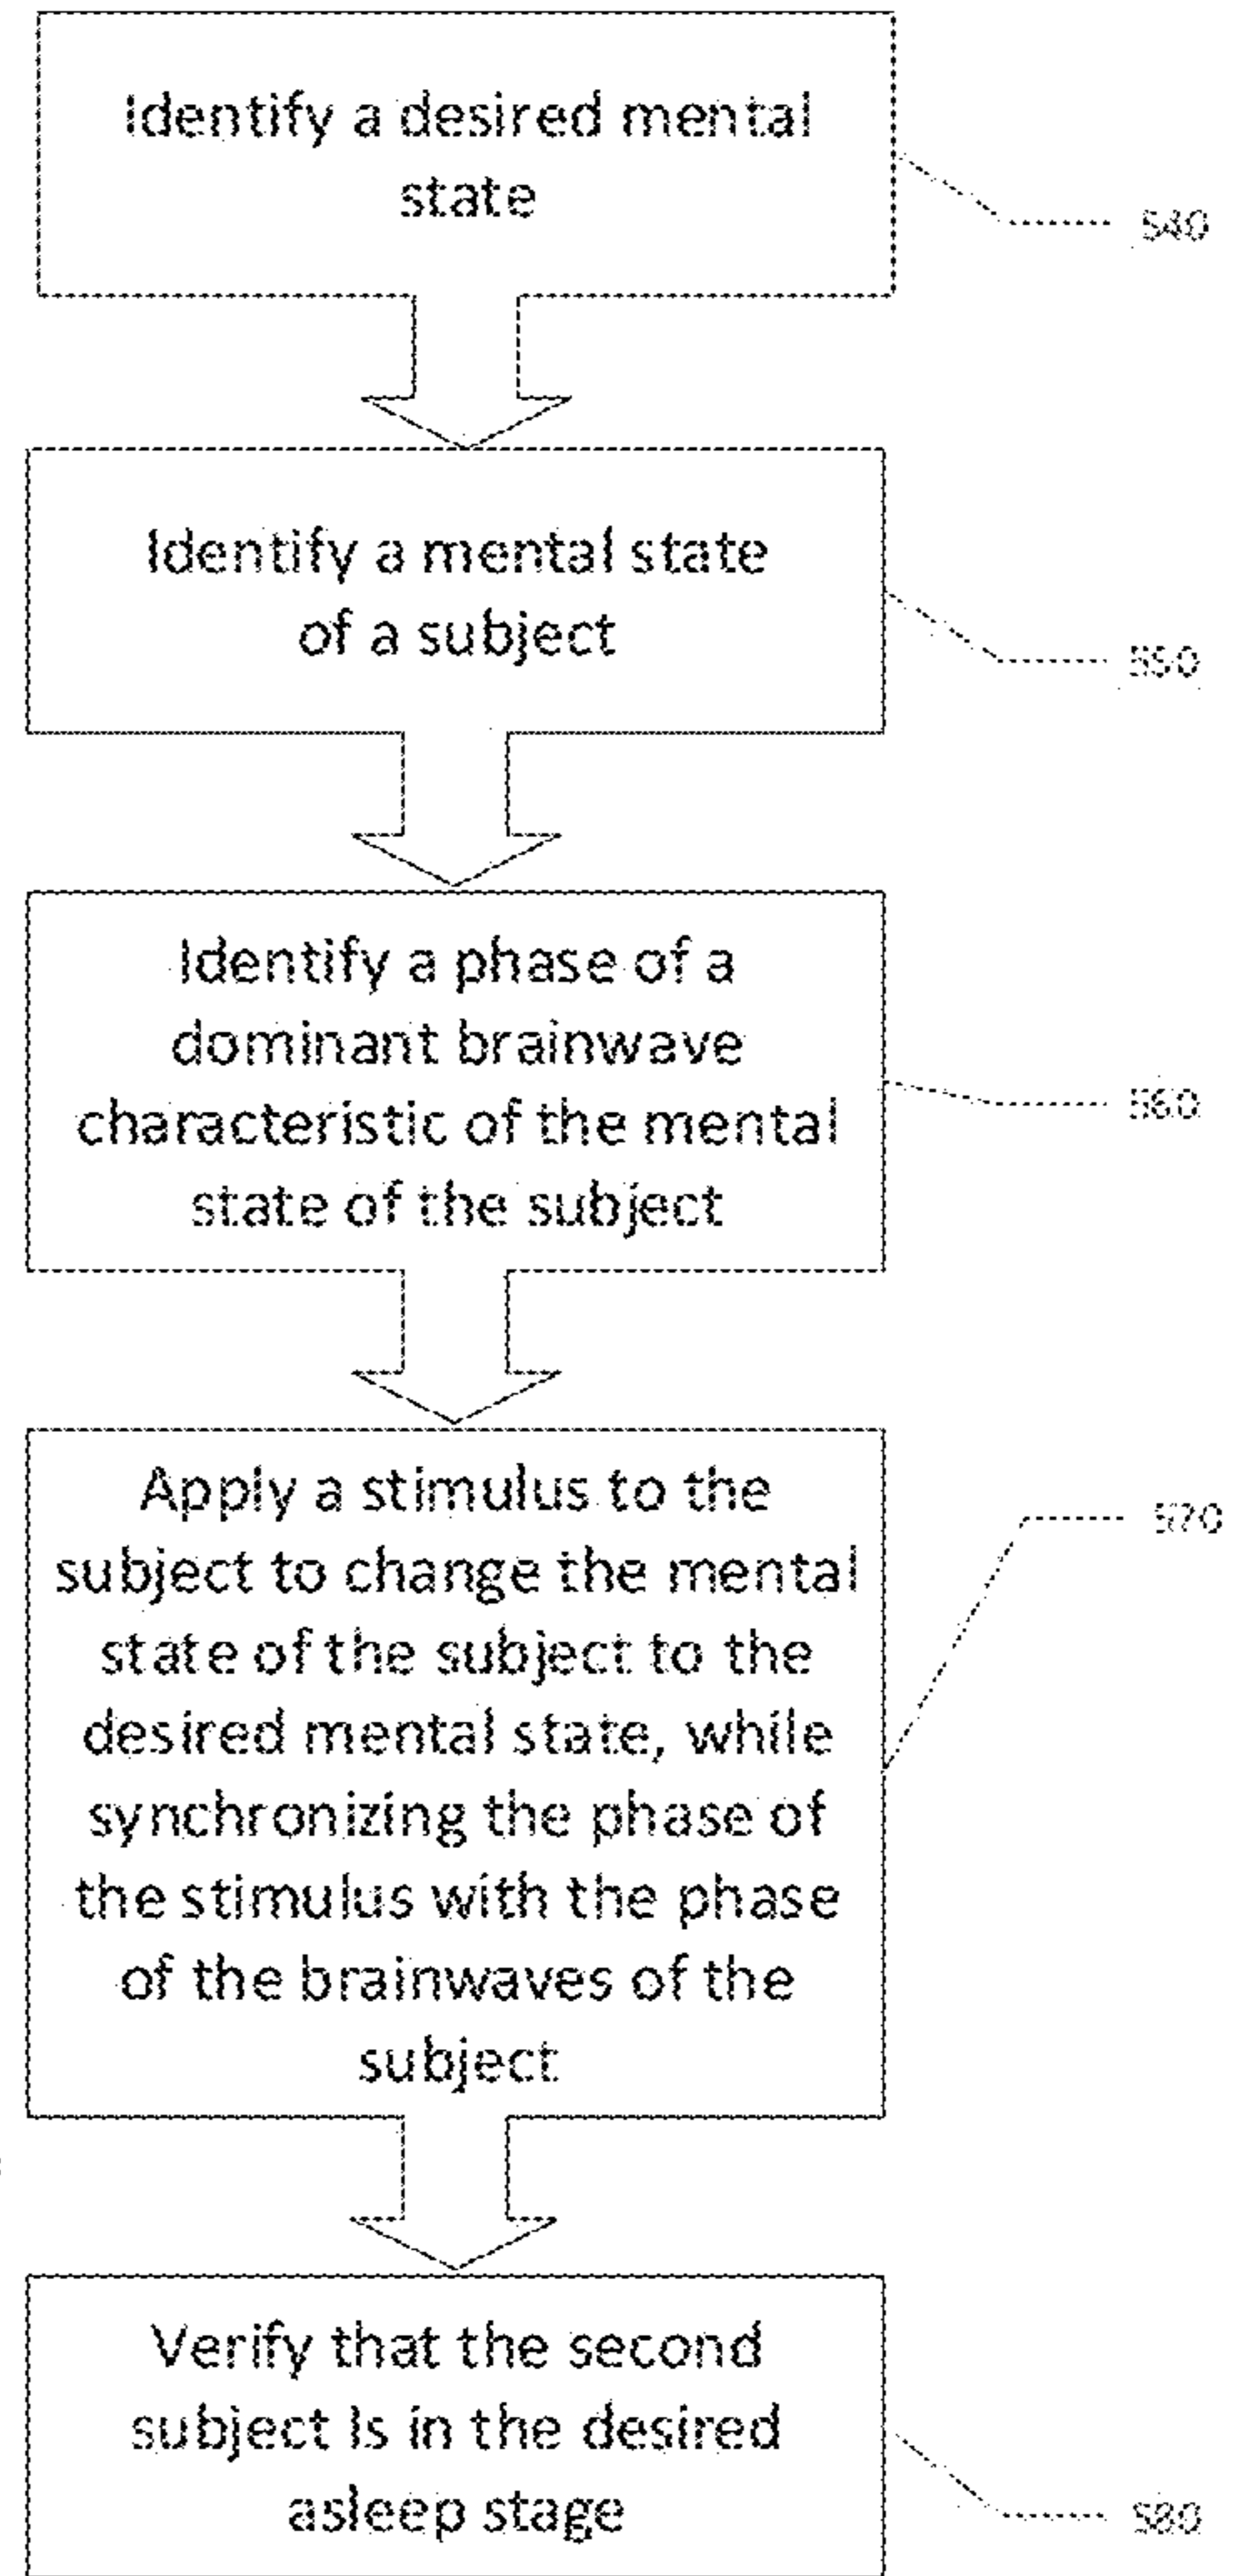 Identify a desired mental
state
540
Identify a mental state
of a subject
550
Identify a phase of a
dominant brainwave
characteristic of the mental
state of the subject
560
Apply a stimulus to the
subject to change the mental
state of the subject to the
desired mental state, while
synchronizing the phase of
the stimulus with the phase
of the brainwaves of the
subject
570
Verify that the second
subject is in the desired
asleep stage
580